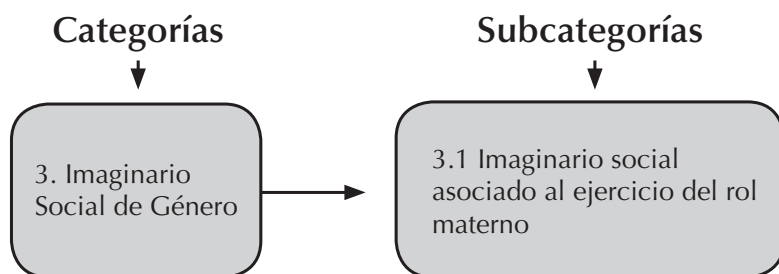 Categorías
Subcategorías
3. Imaginario
Social de Género
3.1 Imaginario social
asociado al ejercicio del rol
materno